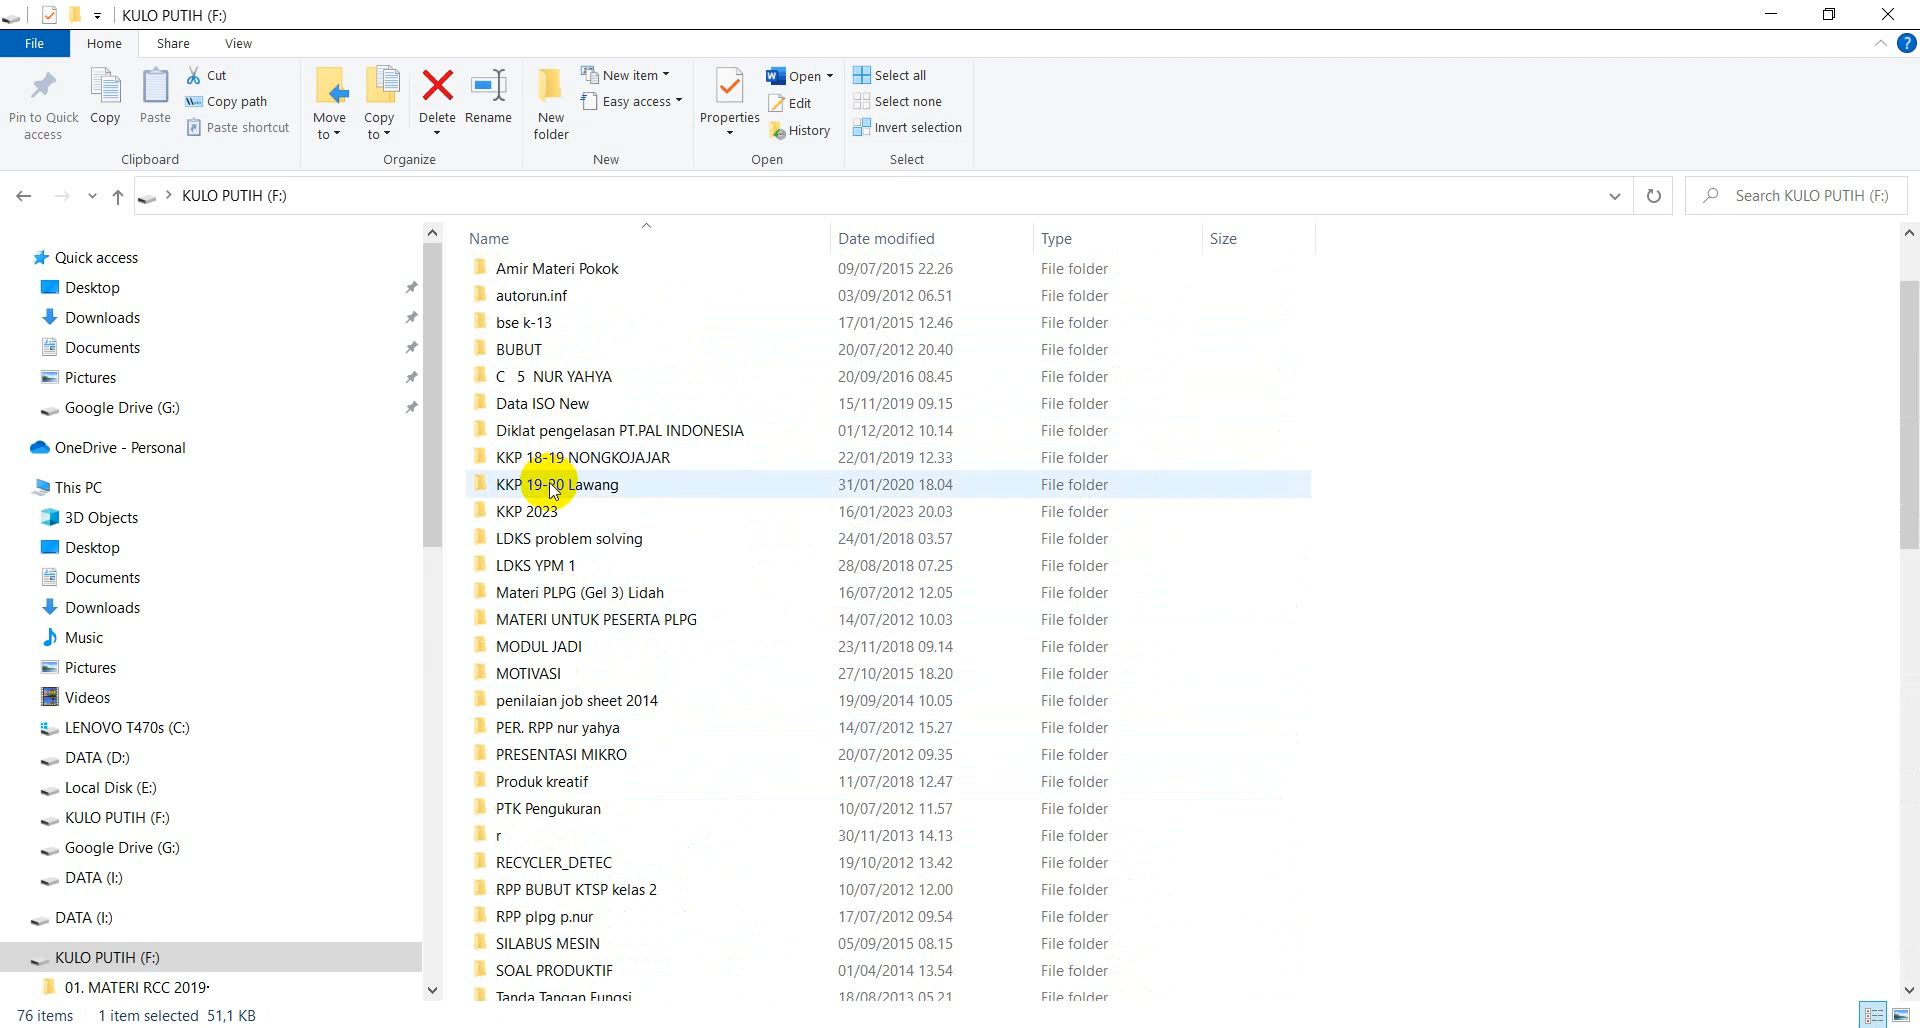 KULO PUTIH (F:)
File Home Share View
Pin to Quick access
Copy
Paste
Cut
Copy path
Paste shortcut
Clipboard
Move to
Copy to
Delete
Rename
Organize
New folder
New item
Easy access
New
Properties
Open
Edit
History
Open
Select all
Select none
Invert selection
Select
KULO PUTIH (F:)
Search KULO PUTIH (F:)
Quick access
Desktop
Downloads
Documents
Pictures
Google Drive (G:)
OneDrive - Personal
This PC
3D Objects
Desktop
Documents
Downloads
Music
Pictures
Videos
LENOVO T470s (C:)
DATA (D:)
Local Disk (E:)
KULO PUTIH (F:)
Google Drive (G:)
DATA (I:)
DATA (I:)
KULO PUTIH (F:)
01. MATERI RCC 2019·
Name Date modified Type Size
Amir Materi Pokok 09/07/2015 22.26 File folder
autorun.inf 03/09/2012 06.51 File folder
bse k-13 17/01/2015 12.46 File folder
BUBUT 20/07/2012 20.40 File folder
C 5 NUR YAHYA 20/09/2016 08.45 File folder
Data ISO New 15/11/2019 09.15 File folder
Diklat pengelasan PT.PAL INDONESIA 01/12/2012 10.14 File folder
KKP 18-19 NONGKOJAJAR 22/01/2019 12.33 File folder
KKP 19-20 Lawang 31/01/2020 18.04 File folder
KKP 2023 16/01/2023 20.03 File folder
LDKS problem solving 24/01/2018 03.57 File folder
LDKS YPM 1 28/08/2018 07.25 File folder
Materi PLPG (Gel 3) Lidah 16/07/2012 12.05 File folder
MATERI UNTUK PESERTA PLPG 14/07/2012 10.03 File folder
MODUL JADI 23/11/2018 09.14 File folder
MOTIVASI 27/10/2015 18.20 File folder
penilaian job sheet 2014 19/09/2014 10.05 File folder
PER. RPP nur yahya 14/07/2012 15.27 File folder
PRESENTASI MIKRO 20/07/2012 09.35 File folder
Produk kreatif 11/07/2018 12.47 File folder
PTK Pengukuran 10/07/2012 11.57 File folder
r 30/11/2013 14.13 File folder
RECYCLER_DETEC 19/10/2012 13.42 File folder
RPP BUBUT KTSP kelas 2 10/07/2012 12.00 File folder
RPP plpg p.nur 17/07/2012 09.54 File folder
SILABUS MESIN 05/09/2015 08.15 File folder
SOAL PRODUKTIF 01/04/2014 13.54 File folder
Tanda Tangan Fungsi 18/08/2013 05.21 File folder
76 items 1 item selected 51,1 KB